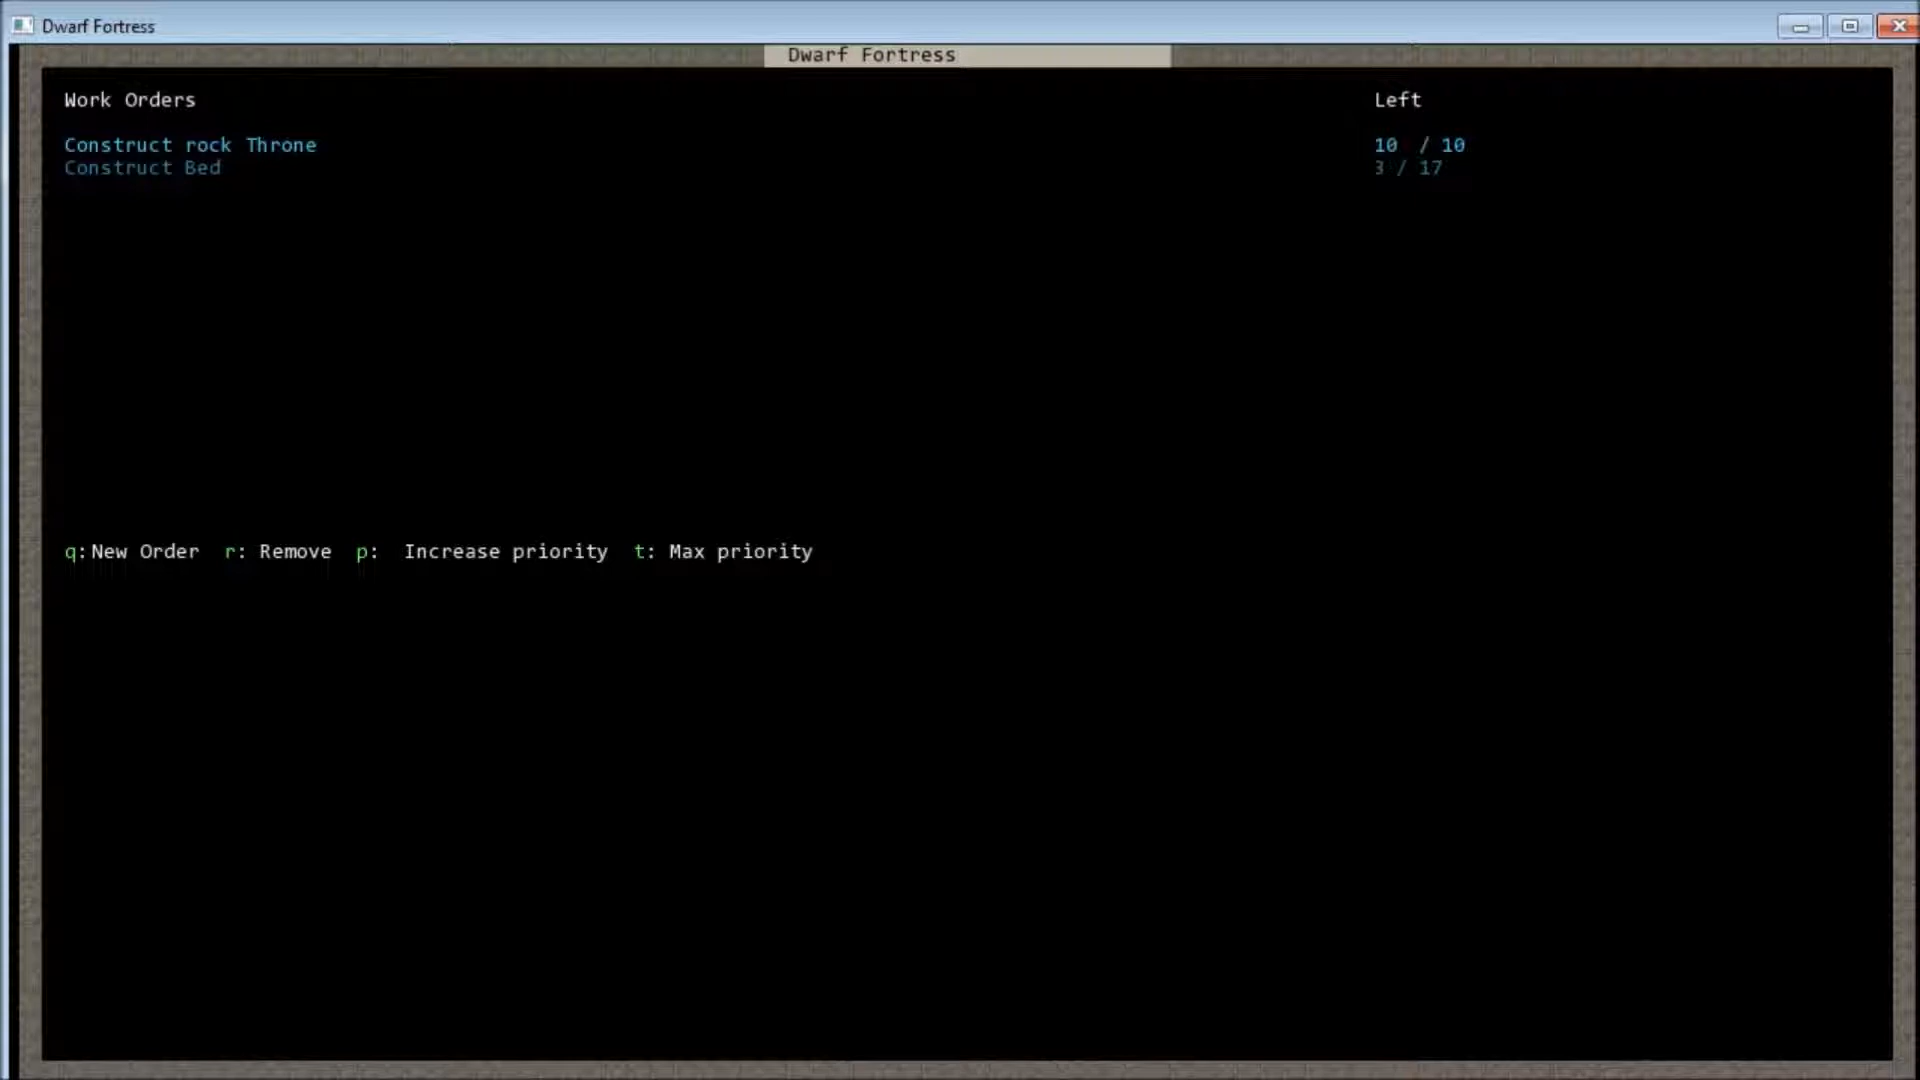 Dwarf Fortress
Dwarf Fortress
Work Orders Left
Construct rock Throne 10 / 10
Construct Bed 3 / 17
q:New Order r: Remove p: Increase priority t: Max priority